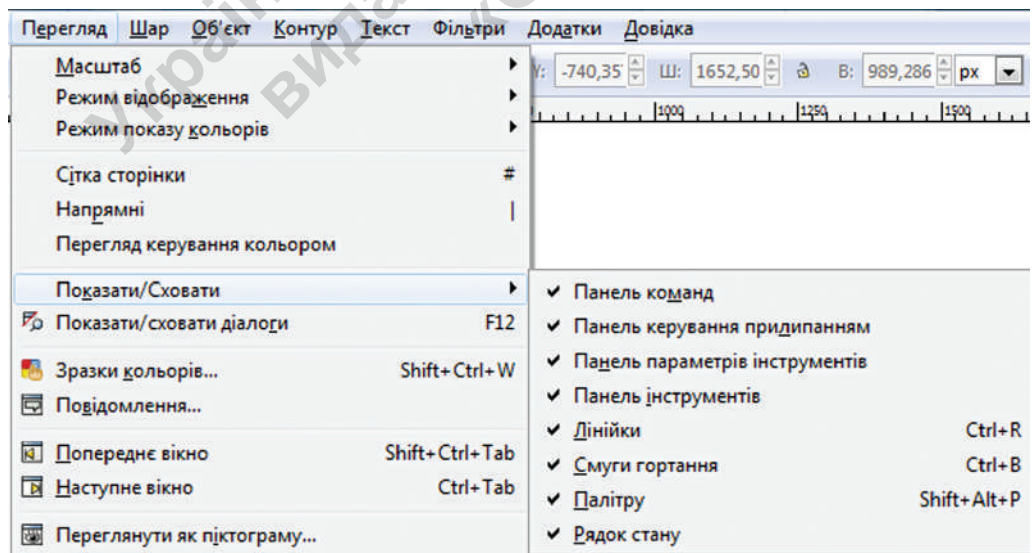 Перегляд Шар Об'єкт Контур Текст Фільтри Додатки Довідка
Y: -740,35 Ш: 1652,50 В: 989,286 px
1000 1250 1500
Масштаб
Режим відображення
Режим показу кольорів
Сітка сторінки #
Напрямні |
Перегляд керування кольором
Показати/Сховати
Показати/сховати діалоги F12
Зразки кольорів... Shift+Ctrl+W
Повідомлення...
Попереднє вікно Shift+Ctrl+Tab
Наступне вікно Ctrl+Tab
Переглянути як піктограму...
Панель команд
Панель керування прилипанням
Панель параметрів інструментів
Панель інструментів
Лінійки Ctrl+R
Смуги гортання Ctrl+B
Палітру Shift+Alt+P
Рядок стану